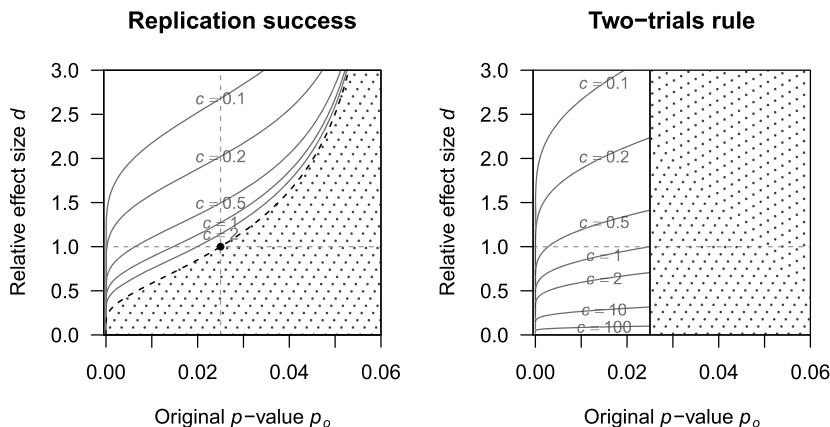 Replication success
Relative effect size d
3.0
2.5
2.0
1.5
1.0
0.5
0.0
c = 0.1
c = 0.2
c = 0.5
c = 1
c = 2
0.00 0.02 0.04 0.06
Original p−value pₒ
Two−trials rule
Relative effect size d
3.0
2.5
2.0
1.5
1.0
0.5
0.0
c = 0.1
c = 0.2
c = 0.5
c = 1
c = 2
c = 10
c = 100
0.00 0.02 0.04 0.06
Original p−value pₒ